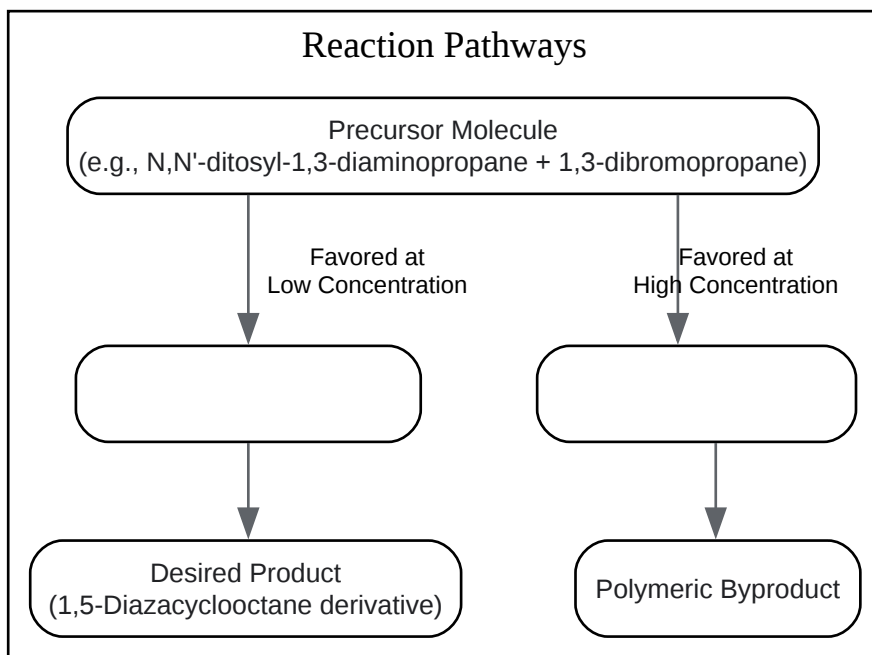 Reaction Pathways
Precursor Molecule
(e.g., N,N'-ditosyl-1,3-diaminopropane + 1,3-dibromopropane)
Favored at
Low Concentration
Favored at
High Concentration
Desired Product
(1,5-Diazacyclooctane derivative)
Polymeric Byproduct